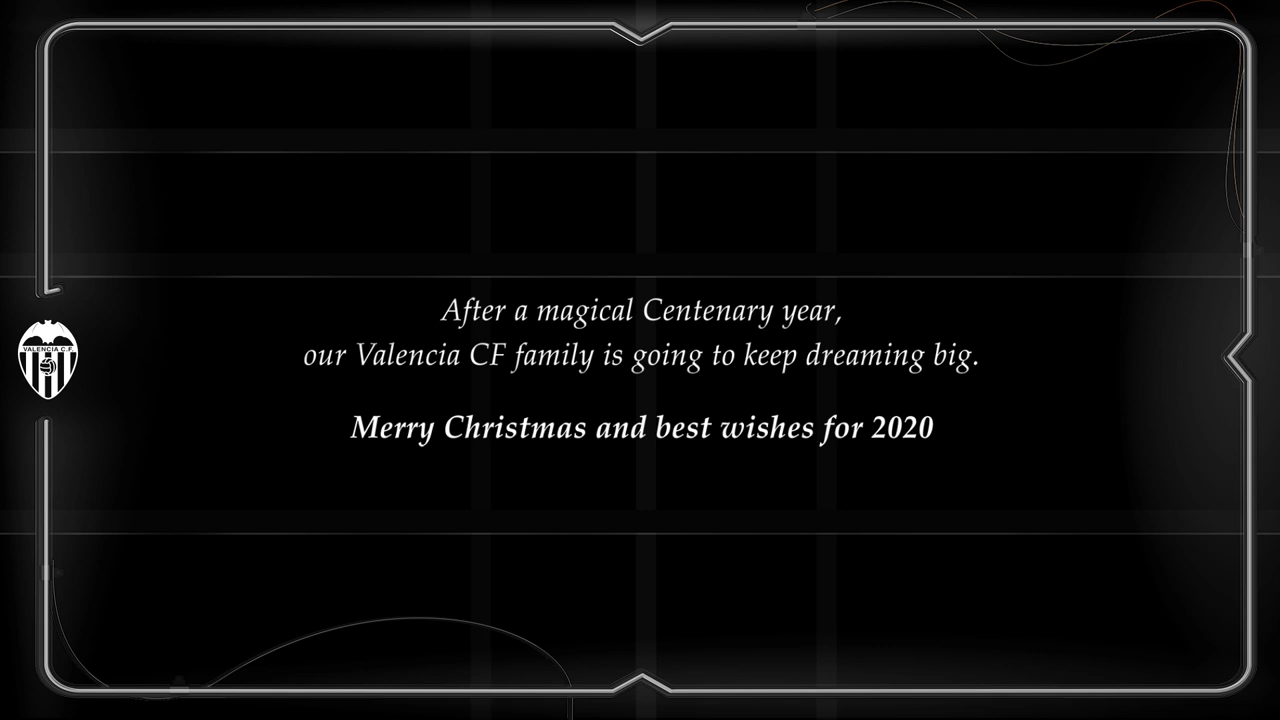 After a magical Centenary year,
VALENCIA C.F.
our Valencia CF family is going to keep dreaming big.
Merry Christmas and best wishes for 2020